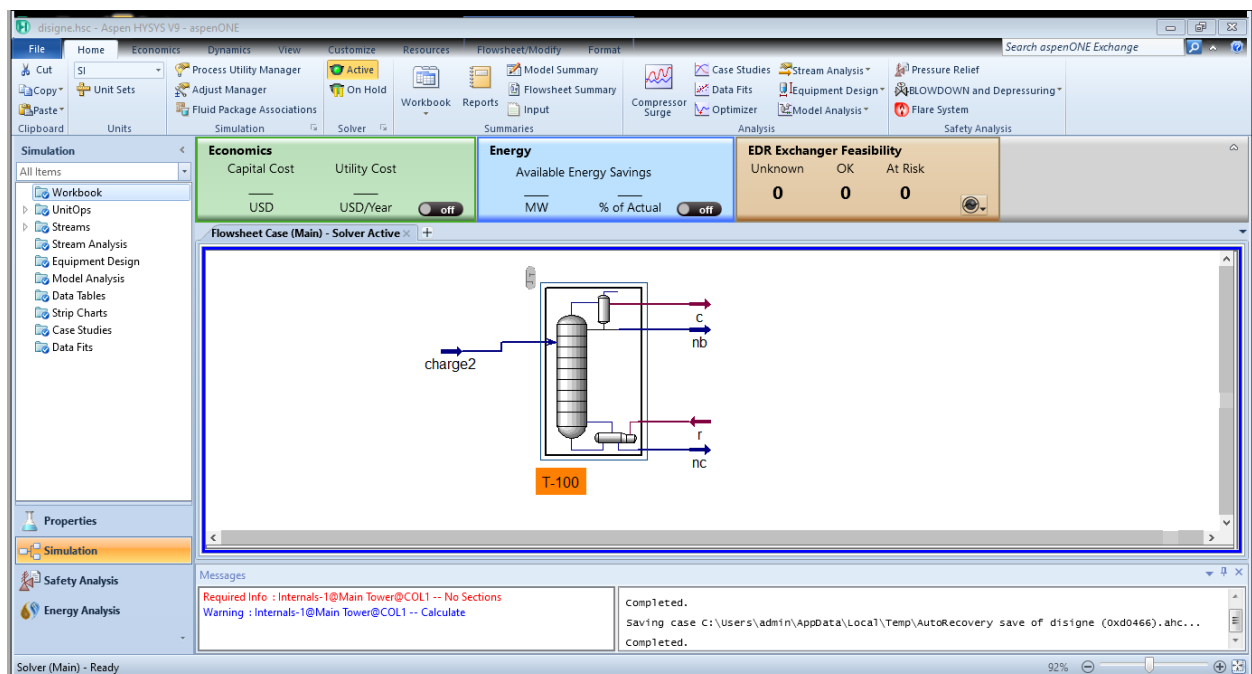 disigne.hsc - Aspen HYSYS V9 - aspenONE
File Home Economics Dynamics View Customize Resources Flowsheet/Modify Format Search aspenONE Exchange
Cut SI Process Utility Manager Active Model Summary Case Studies Stream Analysis Pressure Relief
Copy Unit Sets Adjust Manager On Hold Flowsheet Summary Data Fits Equipment Design BLOWDOWN and Depressuring
Paste Fluid Package Associations Workbook Reports Input Compressor Surge Optimizer Model Analysis Flare System
Clipboard Units Simulation Solver Summaries Analysis Safety Analysis
Simulation
All Items
Workbook
UnitOps
Streams
Stream Analysis
Equipment Design
Model Analysis
Data Tables
Strip Charts
Case Studies
Data Fits
Properties
Simulation
Safety Analysis
Energy Analysis
Economics
Capital Cost Utility Cost
USD USD/Year off
Energy
Available Energy Savings
MW % of Actual off
EDR Exchanger Feasibility
Unknown OK At Risk
0 0 0
Flowsheet Case (Main) - Solver Active
c
nb
charge2
r
nc
T-100
Messages
Required Info : Internals-1@Main Tower@COL1 -- No Sections
Warning : Internals-1@Main Tower@COL1 -- Calculate
Completed.
Saving case C:\Users\admin\AppData\Local\Temp\AutoRecovery save of disigne (0xd0466).ahc...
Completed.
Solver (Main) - Ready
92%